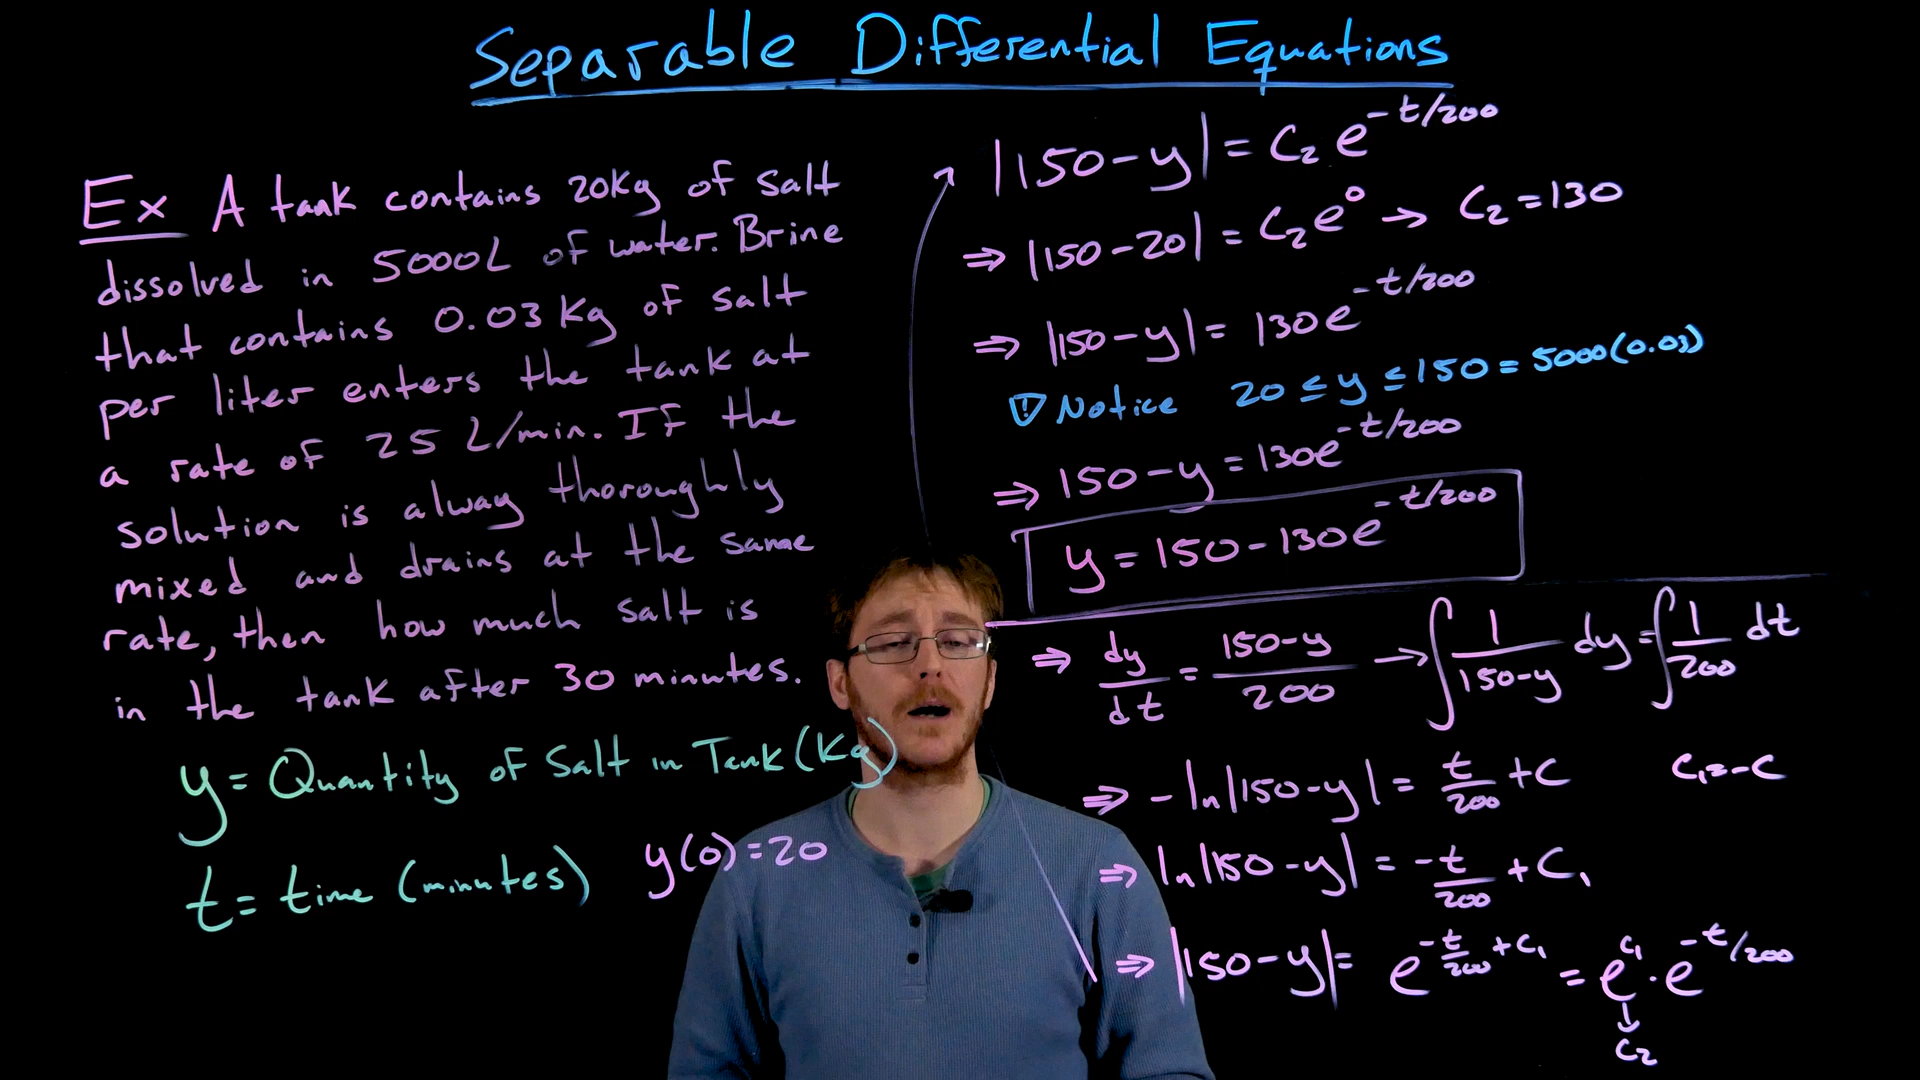 Separable Differential Equations
Ex A tank contains 20Kg of salt
dissolved in 5000L of water. Brine
that contains 0.03 Kg of salt
per liter enters the tank at
a rate of 25 L/min. If the
solution is alway thoroughly
mixed and drains at the same
rate, then how much salt is
in the tank after 30 minutes.
y = Quantity of Salt in Tank (Kg)
t = time (minutes)
y(0) = 20
|150-y| = C₂ e^{-t/200}
⇒ |150-20| = C₂e⁰ → C₂ = 130
⇒ |150-y| = 130e^{-t/200}
! Notice 20 ≤ y ≤ 150 = 5000(0.03)
⇒ 150-y = 130e^{-t/200}
y = 150-130e^{-t/200}
⇒ dy/dt = (150-y)/200 → ∫ 1/(150-y) dy = ∫ 1/200 dt
⇒ -ln|150-y| = t/200 + C
C₁ = -C
⇒ ln|150-y| = -t/200 + C₁
⇒ |150-y| = e^{-t/200 + C₁} = e^{C₁} · e^{-t/200}
↓
C₂